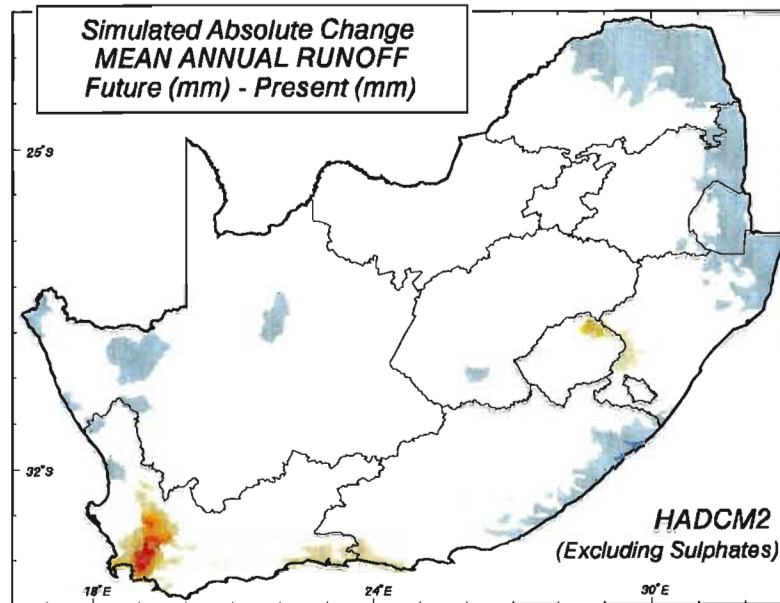 Simulated Absolute Change
MEAN ANNUAL RUNOFF
Future (mm) - Present (mm)
25°S
32°S
HADCM2
(Excluding Sulphates)
18°E
24°E
30°E